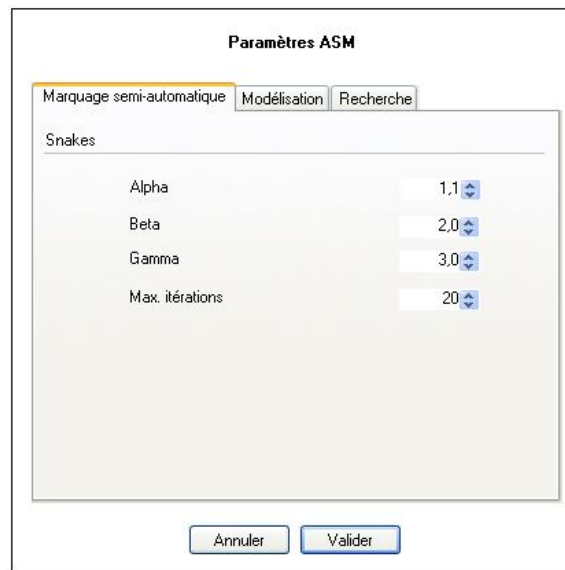 Paramètres ASM
Marquage semi-automatique Modélisation Recherche
Snakes
Alpha 1,1
Beta 2,0
Gamma 3,0
Max. itérations 20
Annuler Valider